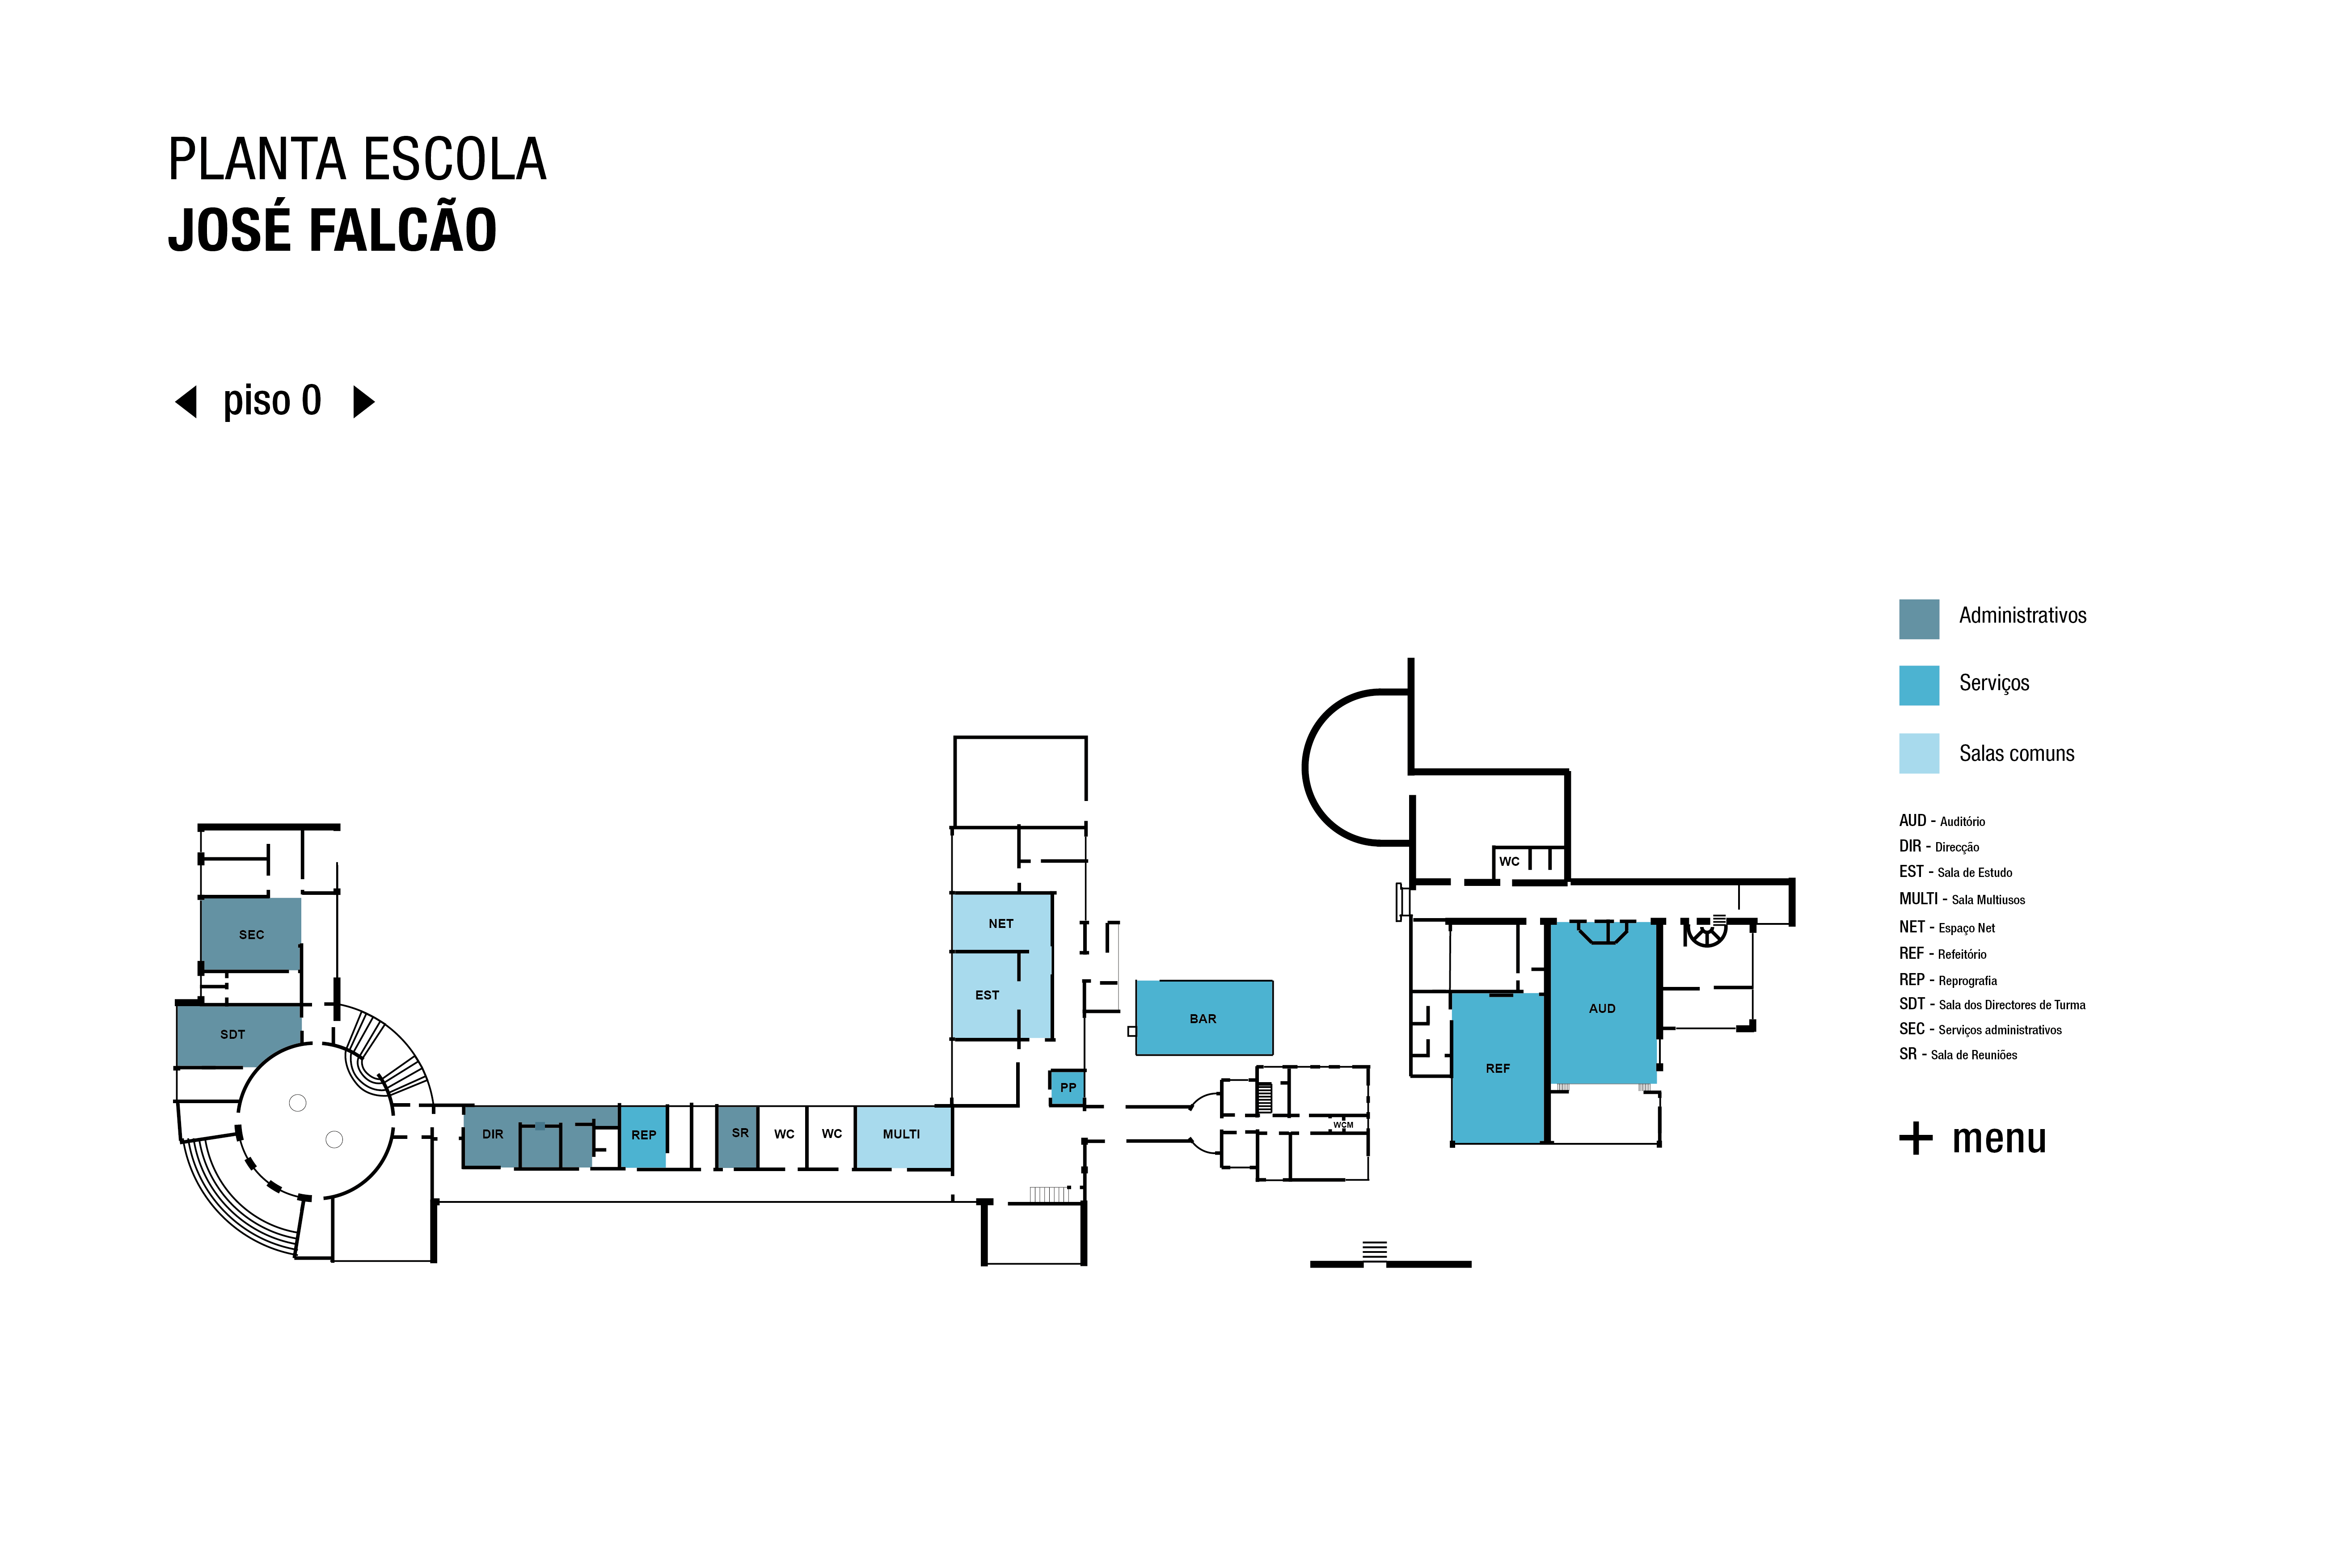 PLANTA ESCOLA
JOSÉ FALCÃO
piso 0
Administrativos
Serviços
Salas comuns
AUD - Auditório
DIR - Direcção
EST - Sala de Estudo
MULTI - Sala Multiusos
NET - Espaço Net
REF - Refeitório
REP - Reprografia
SDT - Sala dos Directores de Turma
SEC - Serviços administrativos
SR - Sala de Reuniões
+ menu
WC
SEC
NET
EST
SDT
BAR
AUD
REF
PP
DIR
REP
SR
WC
WC
MULTI
WCM